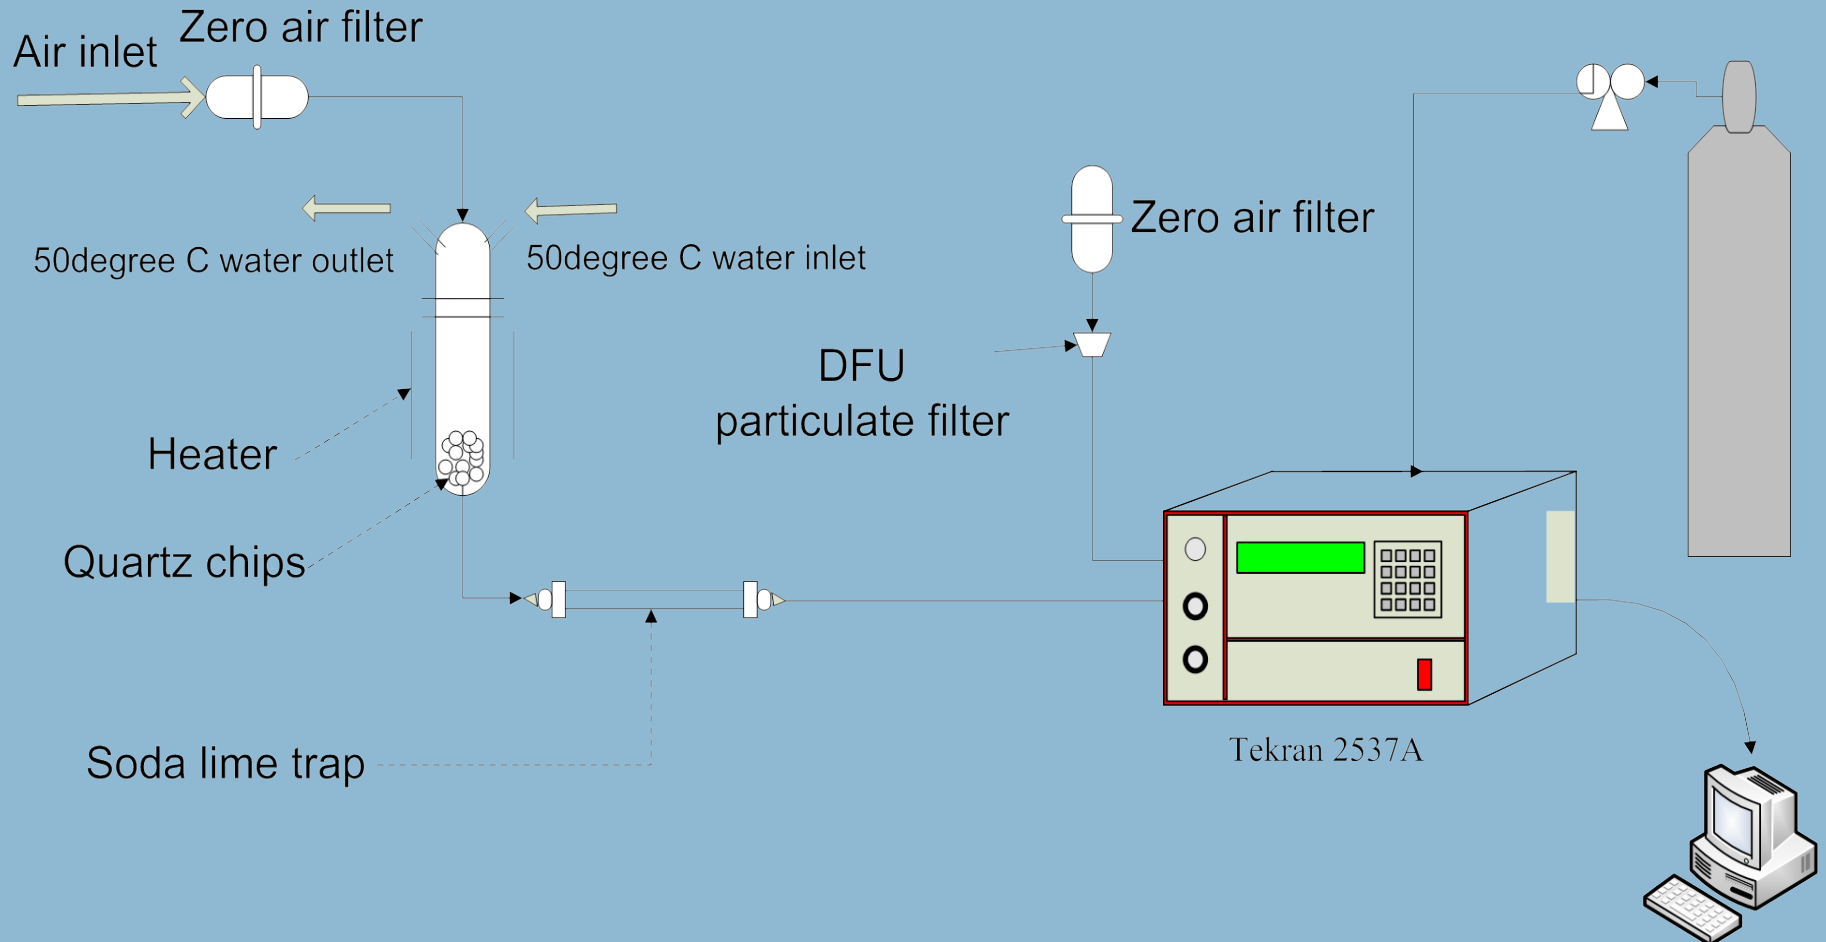 Zero air filter
Air inlet
50degree C water outlet
50degree C water inlet
Zero air filter
DFU
particulate filter
Heater
Quartz chips
Soda lime trap
Tekran 2537A